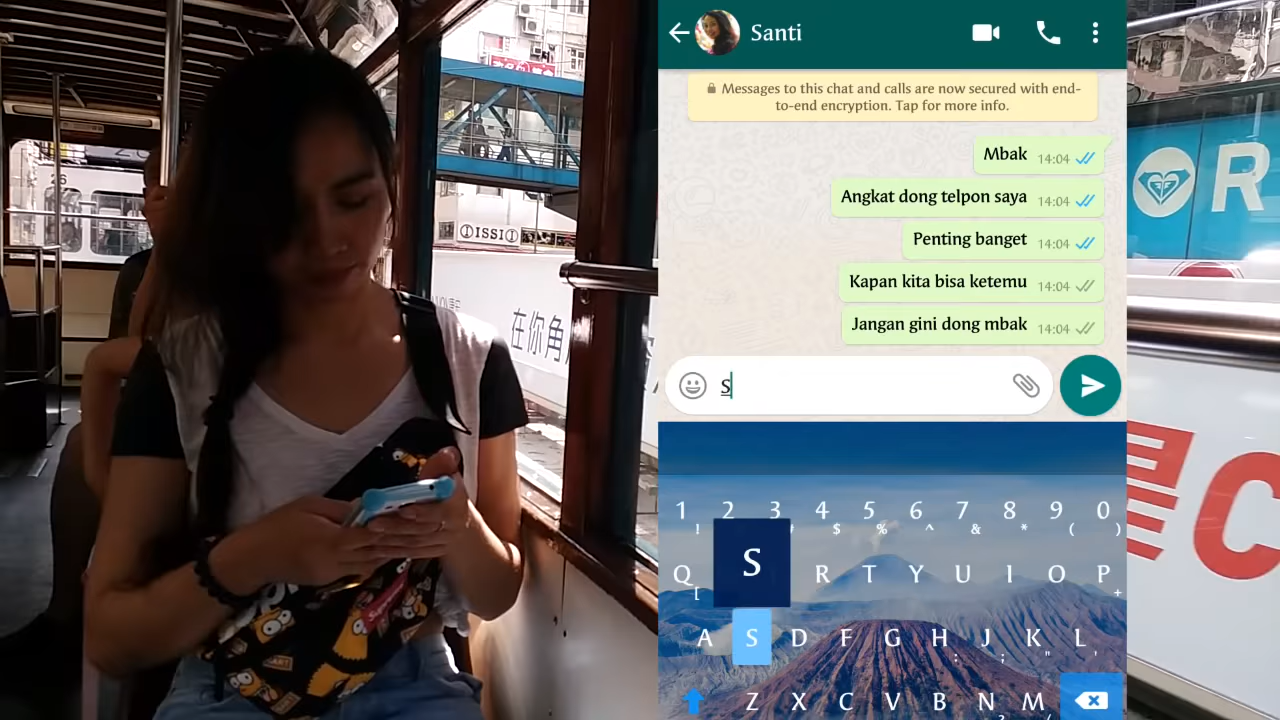 Santi
Messages to this chat and calls are now secured with end-
to-end encryption. Tap for more info.
Mbak 14:04
Angkat dong telpon saya 14:04
Penting banget 14:04
Kapan kita bisa ketemu 14:04
Jangan gini dong mbak 14:04
S
1 2 3 4 5 6 7 8 9 0
! $ % ^ & * ( )
S
Q R T Y U I O P
[ +
A S D F G H J K L
: ; " '
Z X C V B N M
?
/
ISSI
在你角
R
C